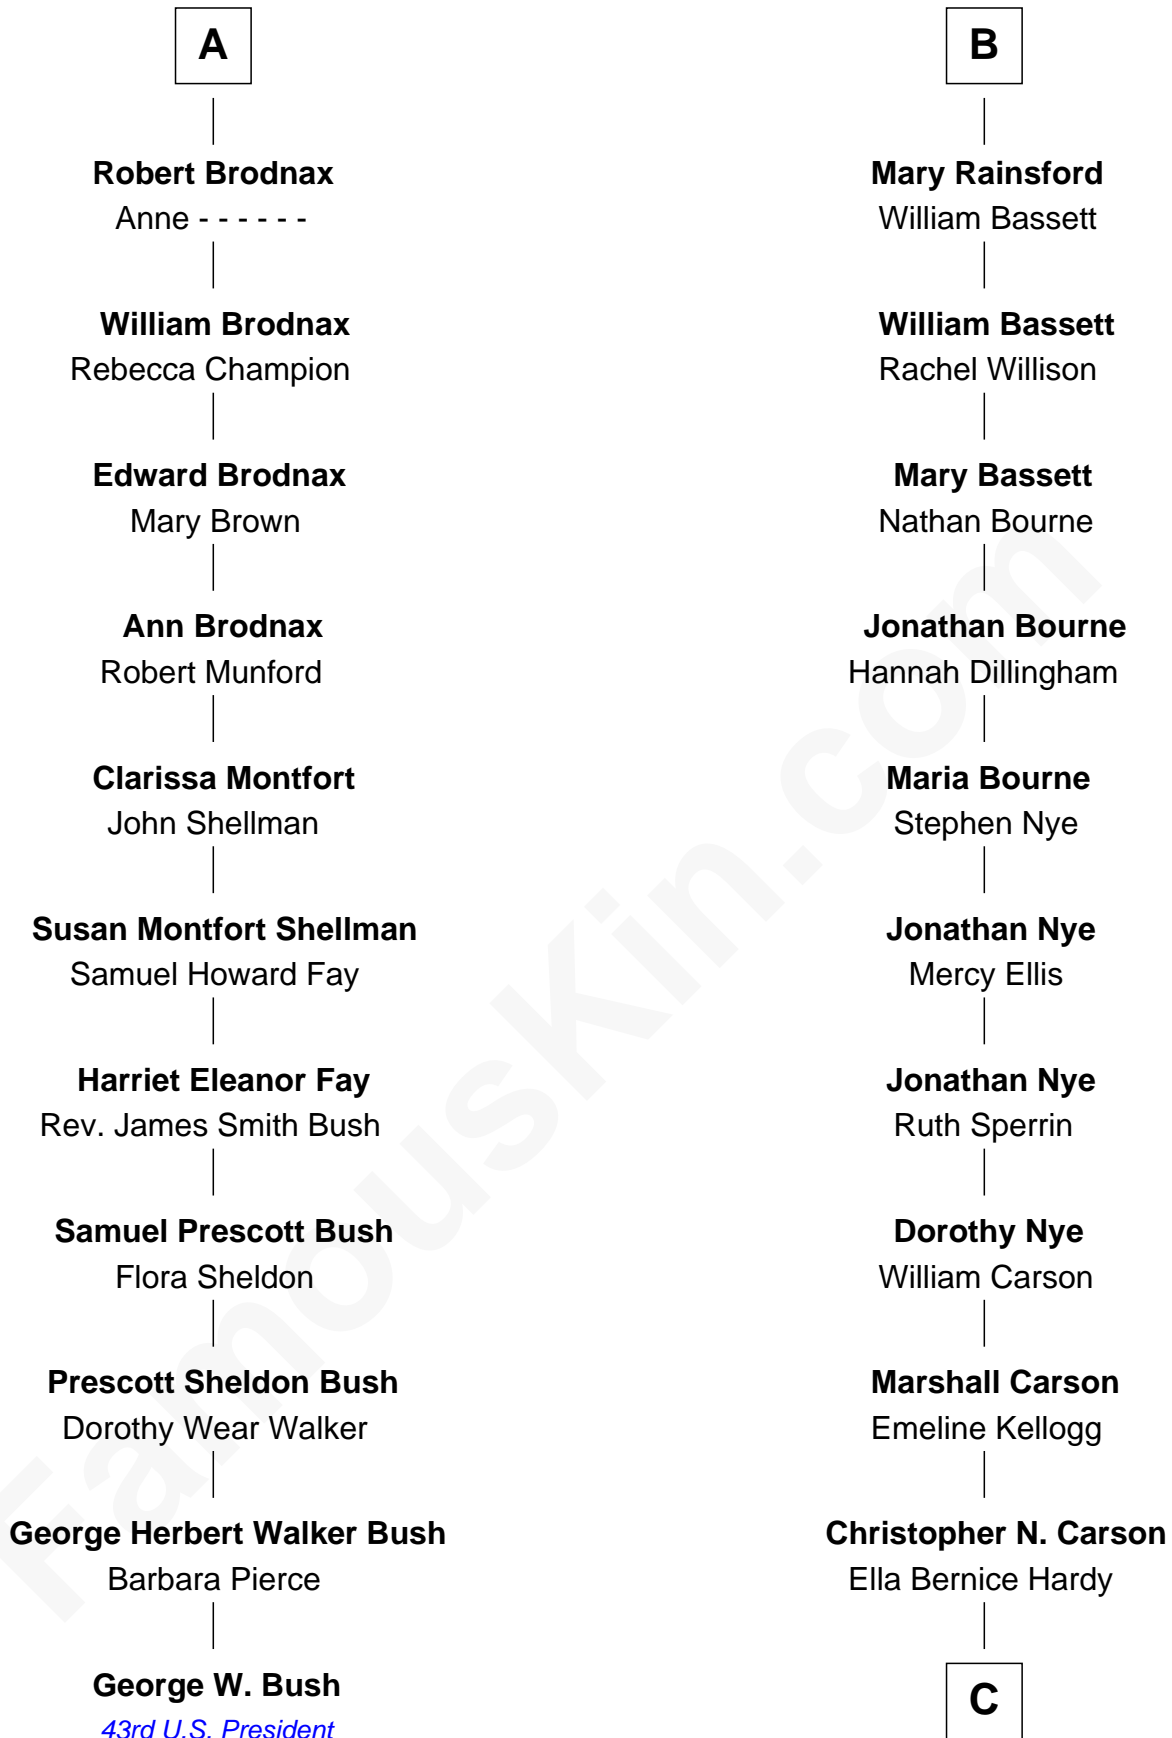 A
Robert Brodnax
Anne - - - - - -
William Brodnax
Rebecca Champion
Edward Brodnax
Mary Brown
Ann Brodnax
Robert Munford
Clarissa Montfort
John Shellman
Susan Montfort Shellman
Samuel Howard Fay
Harriet Eleanor Fay
Rev. James Smith Bush
Samuel Prescott Bush
Flora Sheldon
Prescott Sheldon Bush
Dorothy Wear Walker
George Herbert Walker Bush
Barbara Pierce
George W. Bush
43rd U.S. President
B
Mary Rainsford
William Bassett
William Bassett
Rachel Willison
Mary Bassett
Nathan Bourne
Jonathan Bourne
Hannah Dillingham
Maria Bourne
Stephen Nye
Jonathan Nye
Mercy Ellis
Jonathan Nye
Ruth Sperrin
Dorothy Nye
William Carson
Marshall Carson
Emeline Kellogg
Christopher N. Carson
Ella Bernice Hardy
C
FamousKin.com